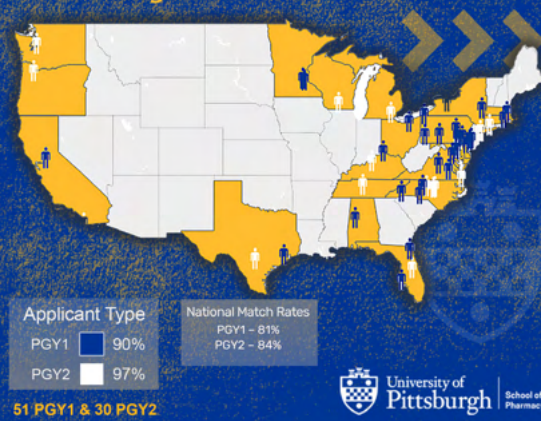 Applicant Type
PGY1 90%
PGY2 97%
National Match Rates
PGY1 – 81%
PGY2 – 84%
51 PGY1 & 30 PGY2
University of
Pittsburgh
School of
Pharmacy